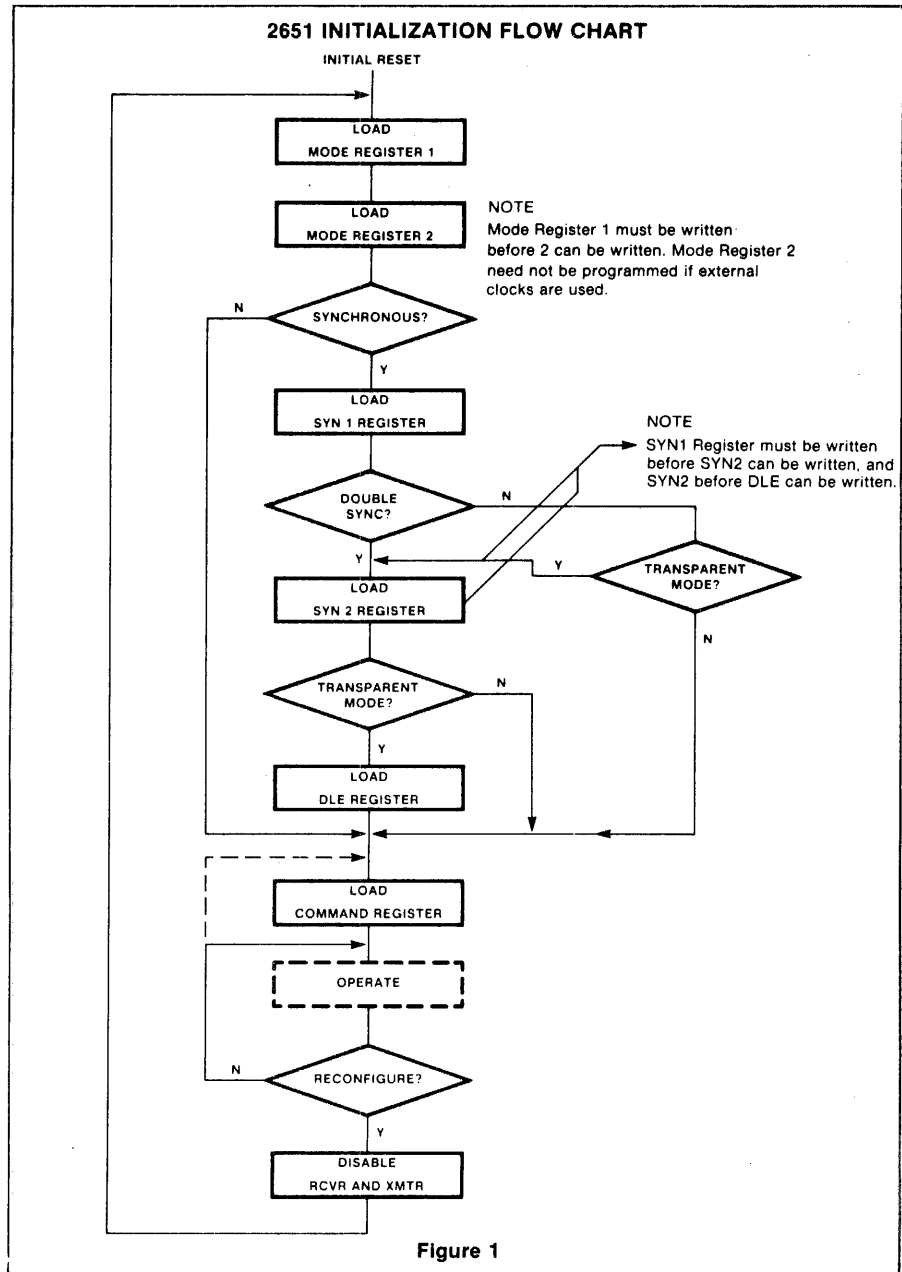 2651 INITIALIZATION FLOW CHART
INITIAL RESET
LOAD
MODE REGISTER 1
LOAD
MODE REGISTER 2
NOTE
Mode Register 1 must be written
before 2 can be written. Mode Register 2
need not be programmed if external
clocks are used.
N
SYNCHRONOUS?
Y
LOAD
SYN 1 REGISTER
NOTE
SYN1 Register must be written
before SYN2 can be written, and
SYN2 before DLE can be written.
DOUBLE
SYNC?
N
Y
Y
TRANSPARENT
MODE?
LOAD
SYN 2 REGISTER
N
TRANSPARENT
MODE?
N
Y
LOAD
DLE REGISTER
LOAD
COMMAND REGISTER
OPERATE
N
RECONFIGURE?
Y
DISABLE
RCVR AND XMTR
Figure 1